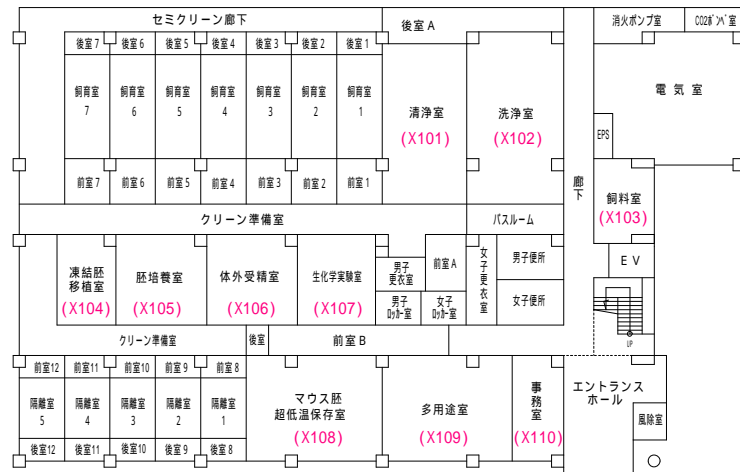 セミクリーン廊下
後室A
消火ポンプ室
CO2ﾎﾞﾝﾍﾞ室
後室7
後室6
後室5
後室4
後室3
後室2
後室1
飼育室
7
飼育室
6
飼育室
5
飼育室
4
飼育室
3
飼育室
2
飼育室
1
清浄室
(X101)
洗浄室
(X102)
電気室
EPS
前室7
前室6
前室5
前室4
前室3
前室2
前室1
廊下
飼料室
(X103)
クリーン準備室
パスルーム
凍結胚
移植室
(X104)
胚培養室
(X105)
体外受精室
(X106)
生化学実験室
(X107)
男子
更衣室
前室A
女子更衣室
男子便所
EV
男子
ﾛｯｶｰ室
女子
ﾛｯｶｰ室
女子便所
UP
クリーン準備室
後室
前室B
前室12
前室11
前室10
前室9
前室8
隔離室
5
隔離室
4
隔離室
3
隔離室
2
隔離室
1
後室12
後室11
後室10
後室9
後室8
マウス胚
超低温保存室
(X108)
多用途室
(X109)
事務室
(X110)
エントランス
ホール
風除室